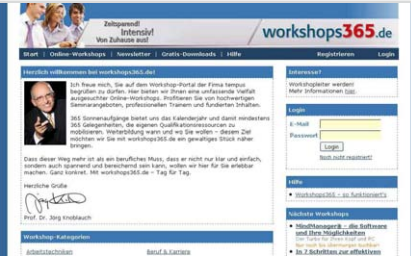 Zeitsparend!
Intensiv!
Von Zuhause aus!
workshops365.de
Start | Online-Workshops | Newsletter | Gratis-Downloads | Hilfe
Registrieren Login
Herzlich willkommen bei workshops365.de!
Ich freue mich, Sie auf dem Workshop-Portal der Firma tempus
begrüßen zu dürfen. Hier bieten wir Ihnen eine umfassende Vielfalt
ausgesuchter Online-Workshops. Profitieren Sie von hochwertigen
Seminarangeboten, professionellen Trainern und fundierten Inhalten.
365 Sonnenaufgänge bietet uns das Kalenderjahr und damit mindestens
365 Gelegenheiten, die eigenen Qualifikationsressourcen zu
mobilisieren. Weiterbildung wann und wo Sie wollen - diesem Ziel
möchten wir Sie mit workshops365.de ein gewaltiges Stück näher
bringen.
Dass dieser Weg mehr ist als ein berufliches Muss, dass er nicht nur klar und einfach,
sondern auch spannend und bereichernd sein kann, wollen wir hier für Sie erlebbar
machen. Ganz konkret. Mit workshops365.de - Tag für Tag.
Herzliche Grüße
Prof. Dr. Jörg Knoblauch
Workshop-Kategorien
Arbeitstechniken
Beruf & Karriere
Interesse?
Workshopleiter werden!
Mehr Informationen hier.
Login
E-Mail
Passwort
Login
Noch nicht registriert?
Hilfe
Workshops365 - so funktioniert's
Nächste Workshops
MindManager® - die Software
und Ihre Möglichkeiten
Der Turbo für Ihren Kopf und PC
In 7 Schritten zur effektiven